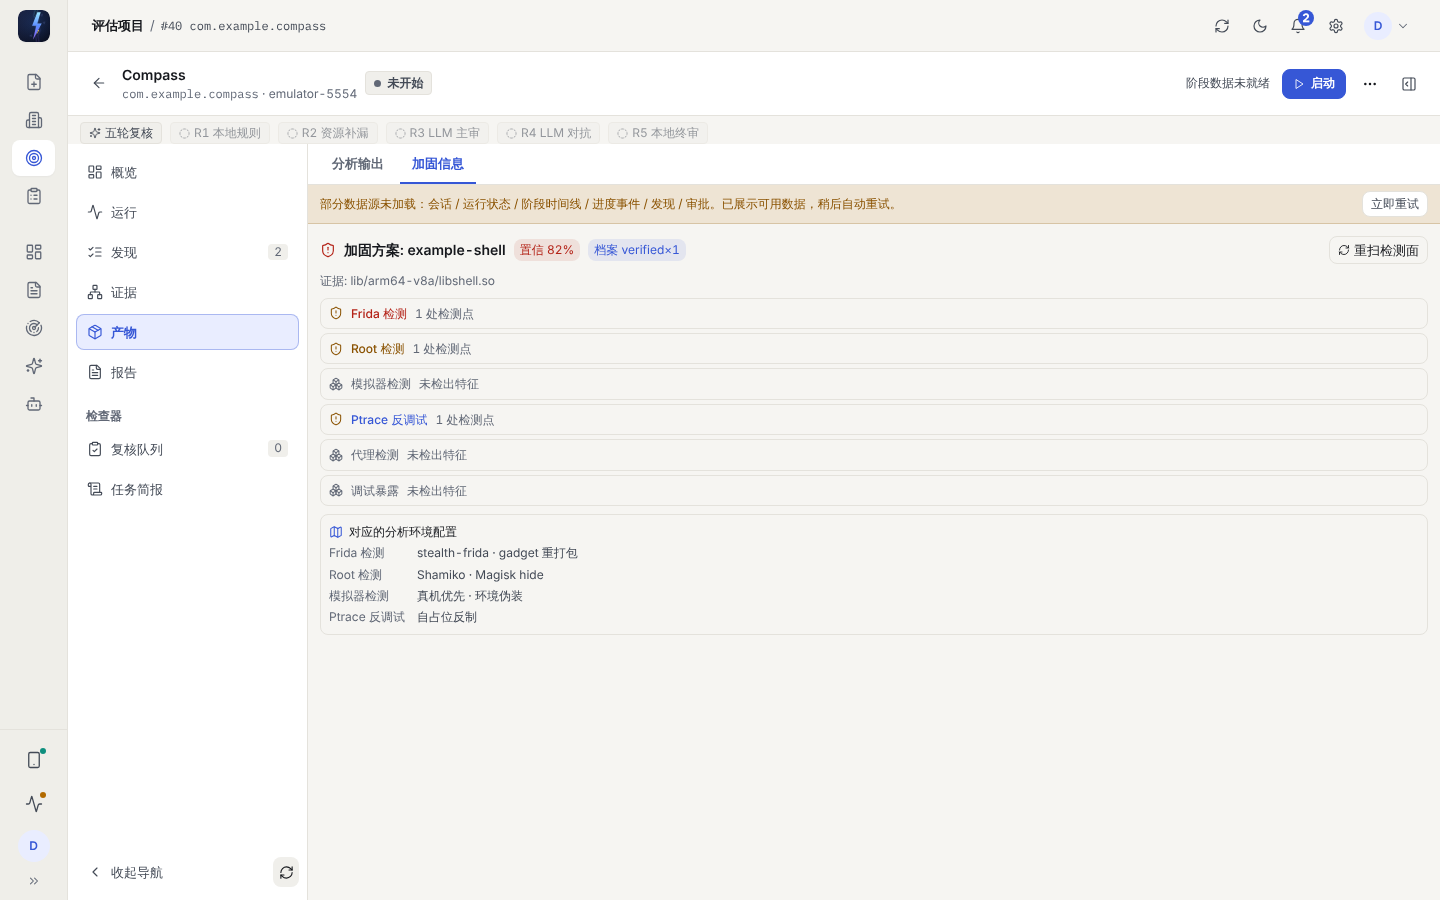 评估项目 / #40 com.example.compass
2
D
Compass
com.example.compass · emulator-5554
未开始
阶段数据未就绪
启动
五轮复核
R1 本地规则
R2 资源补漏
R3 LLM 主审
R4 LLM 对抗
R5 本地终审
概览
运行
发现 2
证据
产物
报告
检查器
复核队列 0
任务简报
收起导航
D
分析输出
加固信息
部分数据源未加载：会话 / 运行状态 / 阶段时间线 / 进度事件 / 发现 / 审批。已展示可用数据，稍后自动重试。
立即重试
加固方案: example-shell
置信 82%
档案 verified×1
重扫检测面
证据: lib/arm64-v8a/libshell.so
Frida 检测 1 处检测点
Root 检测 1 处检测点
模拟器检测 未检出特征
Ptrace 反调试 1 处检测点
代理检测 未检出特征
调试暴露 未检出特征
对应的分析环境配置
Frida 检测 stealth-frida · gadget 重打包
Root 检测 Shamiko · Magisk hide
模拟器检测 真机优先 · 环境伪装
Ptrace 反调试 自占位反制